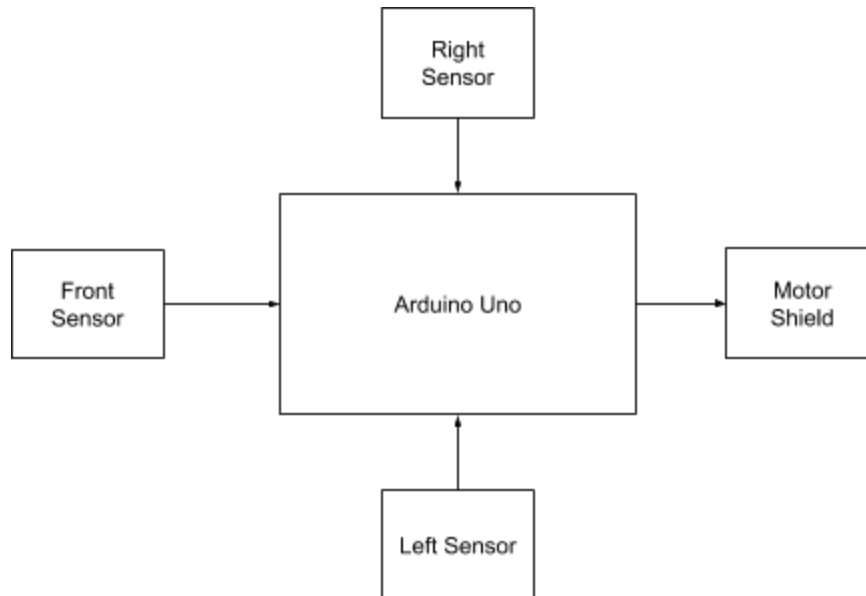 Right
Sensor
Front
Sensor
Arduino Uno
Motor
Shield
Left Sensor